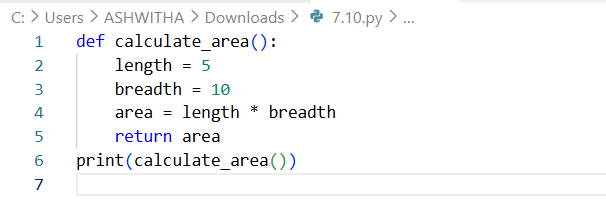 C: > Users > ASHWITHA > Downloads > 7.10.py > ...
1 def calculate_area():
2     length = 5
3     breadth = 10
4     area = length * breadth
5     return area
6 print(calculate_area())
7